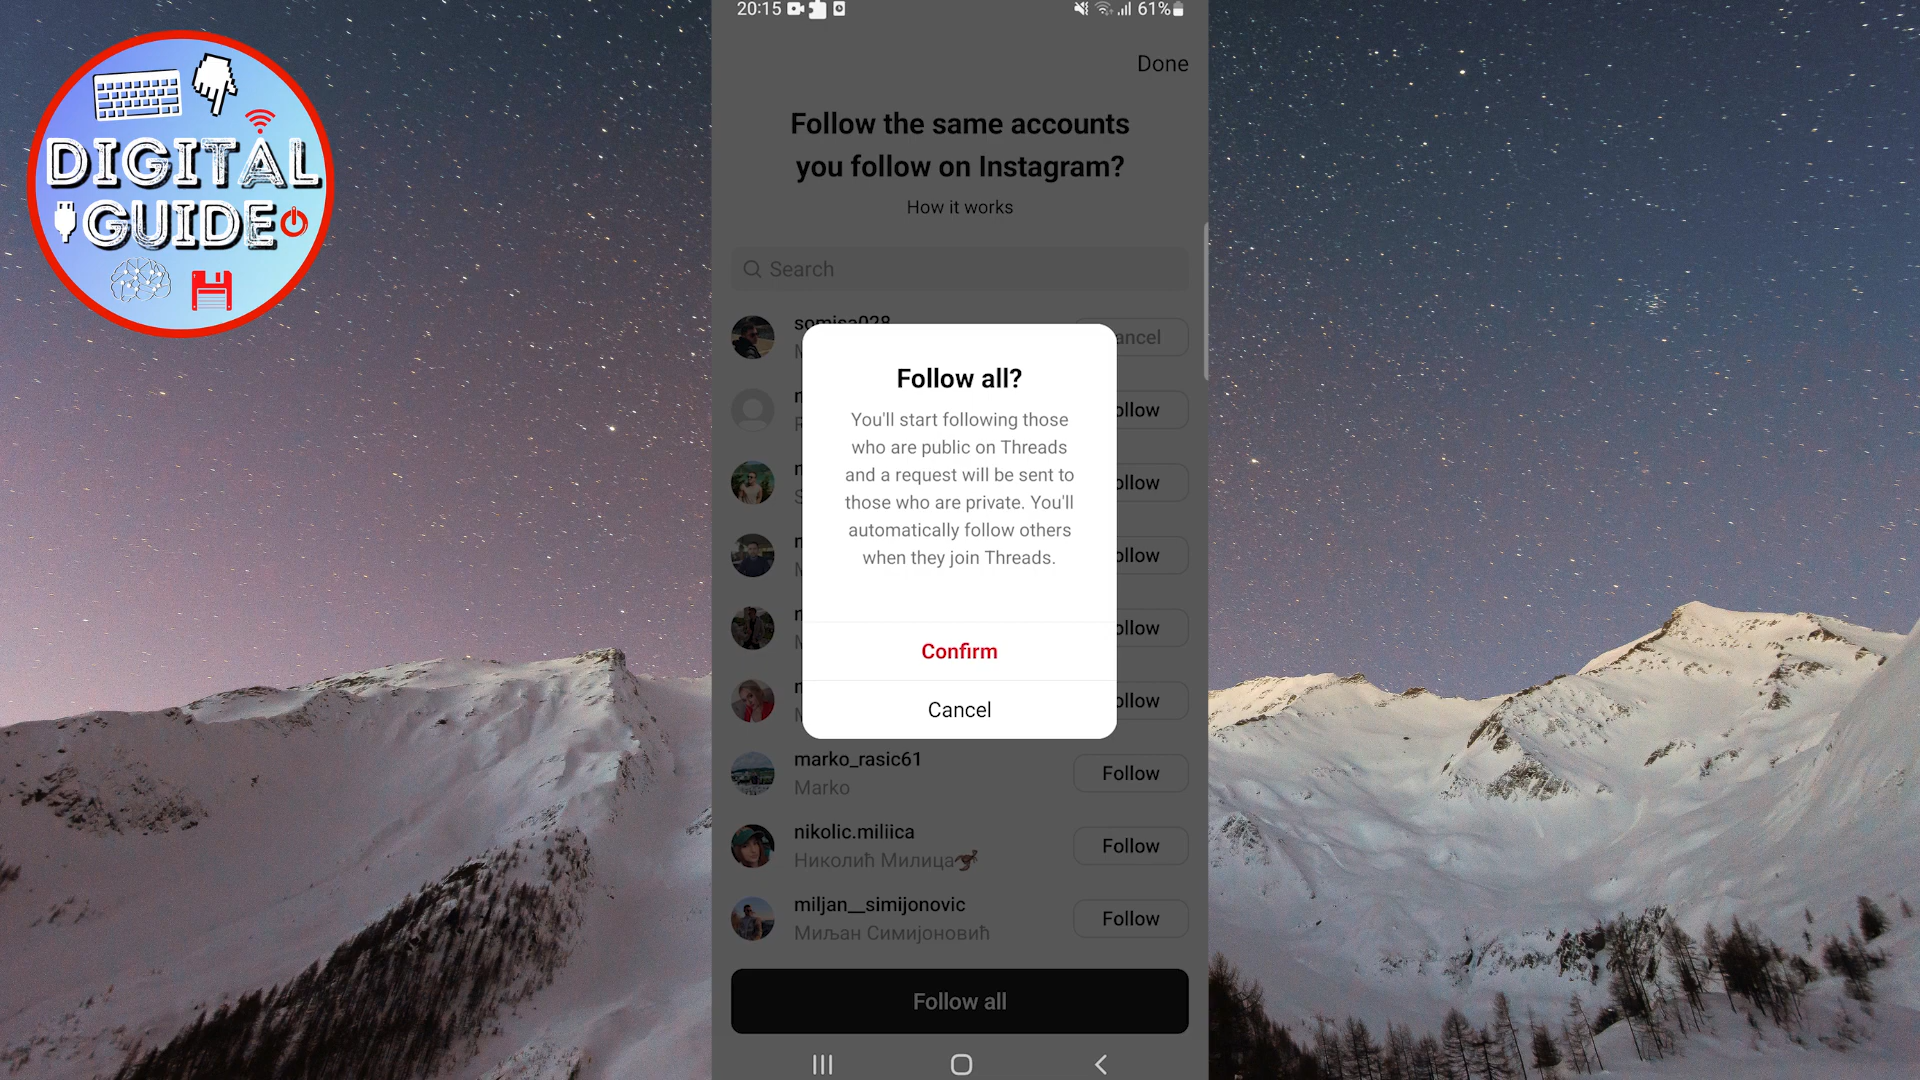 20:15
61%
DIGITAL
GUIDE
Done
Follow the same accounts
you follow on Instagram?
How it works
Search
somisa028
Follow all?
You'll start following those
who are public on Threads
and a request will be sent to
those who are private. You'll
automatically follow others
when they join Threads.
Confirm
Cancel
marko_rasic61
Marko
Follow
nikolic.miliica
Николић Милица
Follow
miljan__simijonovic
Миљан Симијоновић
Follow
Follow all